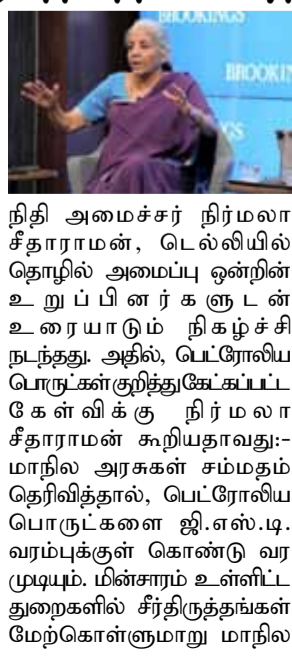 BROOKINGS
BROOKIN
GS
நிதி அமைச்சர் நிர்மலா
சீதாராமன், டெல்லியில்
தொழில் அமைப்பு ஒன்றின்
உறுப்பினர்களுடன்
உரையாடும் நிகழ்ச்சி
நடந்தது. அதில், பெட்ரோலிய
பொருட்கள் குறித்து கேட்கப்பட்ட
கேள்விக்கு நிர்மலா
சீதாராமன் கூறியதாவது:-
மாநில அரசுகள் சம்மதம்
தெரிவித்தால், பெட்ரோலிய
பொருட்களை ஜி.எஸ்.டி.
வரம்புக்குள் கொண்டு வர
முடியும். மின்சாரம் உள்ளிட்ட
துறைகளில் சீர்திருத்தங்கள்
மேற்கொள்ளுமாறு மாநில